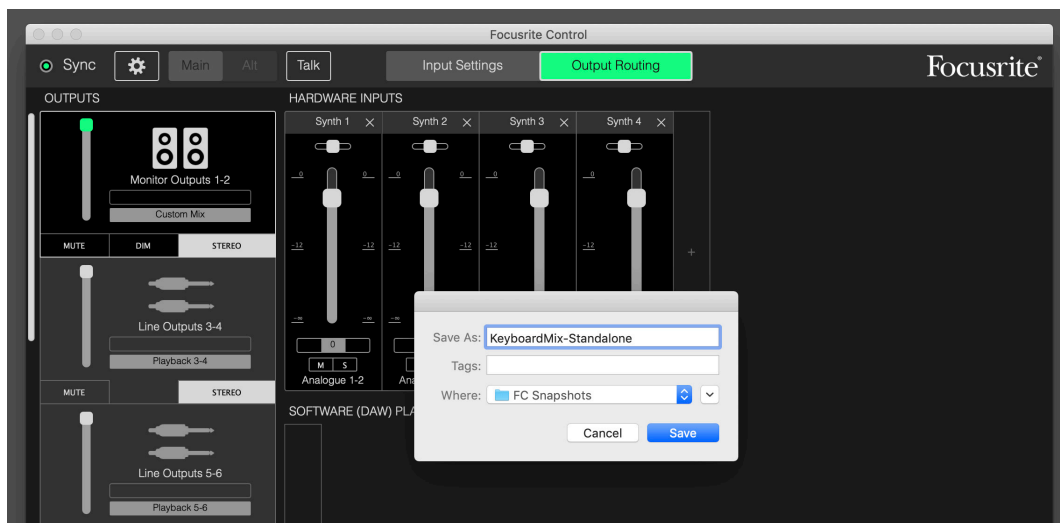 Focusrite Control
Sync
Main
Alt
Talk
Input Settings
Output Routing
Focusrite®
OUTPUTS
Monitor Outputs 1-2
Custom Mix
MUTE
DIM
STEREO
Line Outputs 3-4
Playback 3-4
MUTE
STEREO
Line Outputs 5-6
Playback 5-6
HARDWARE INPUTS
Synth 1
Synth 2
Synth 3
Synth 4
0 0 0 0 0 0
-12 -12 -12 -12 -12 -12
-∞ -∞ -∞
+
0
M S
Analogue 1-2
Ana
SOFTWARE (DAW) PLA
Save As: KeyboardMix-Standalone
Tags:
Where: FC Snapshots
Cancel
Save